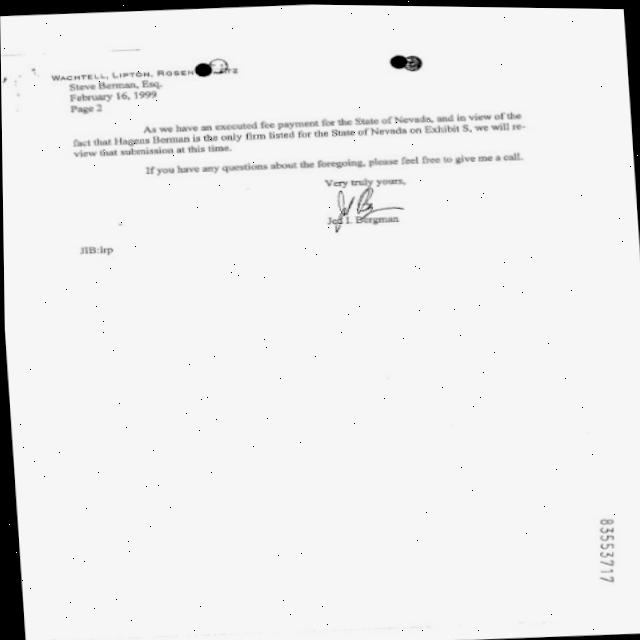 WACHTELL, LIPTON, ROSEN
Steve Berman, Esq.
February 16, 1999
Page 2
As we have an executed fee payment for the State of Nevada, and in view of the
fact that Hagens Berman is the only firm listed for the State of Nevada on Exhibit S, we will re-
view that submission at this time.
If you have any questions about the foregoing, please feel free to give me a call.
Very truly yours,
Jed I. Bergman
JIB:lrp
83553717